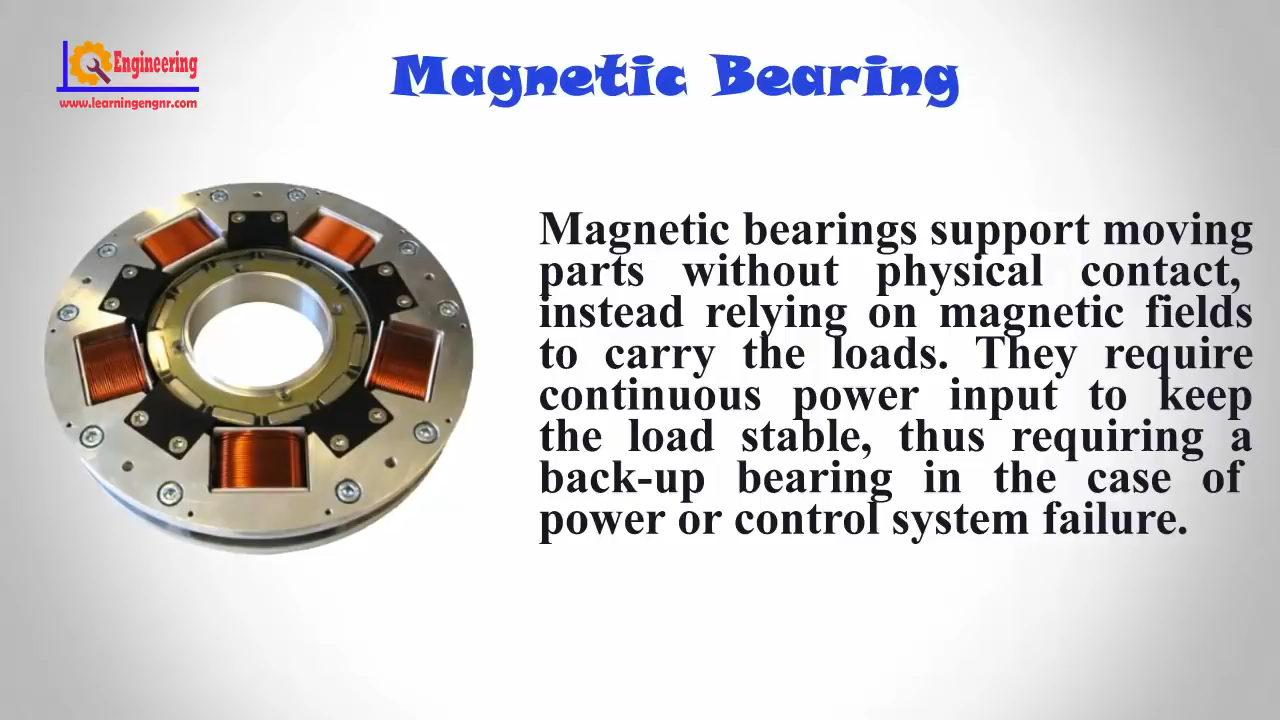 Engineering
www.learningengnr.com
Magnetic Bearing
Magnetic bearings support moving
parts without physical contact,
instead relying on magnetic fields
to carry the loads. They require
continuous power input to keep
the load stable, thus requiring a
back-up bearing in the case of
power or control system failure.